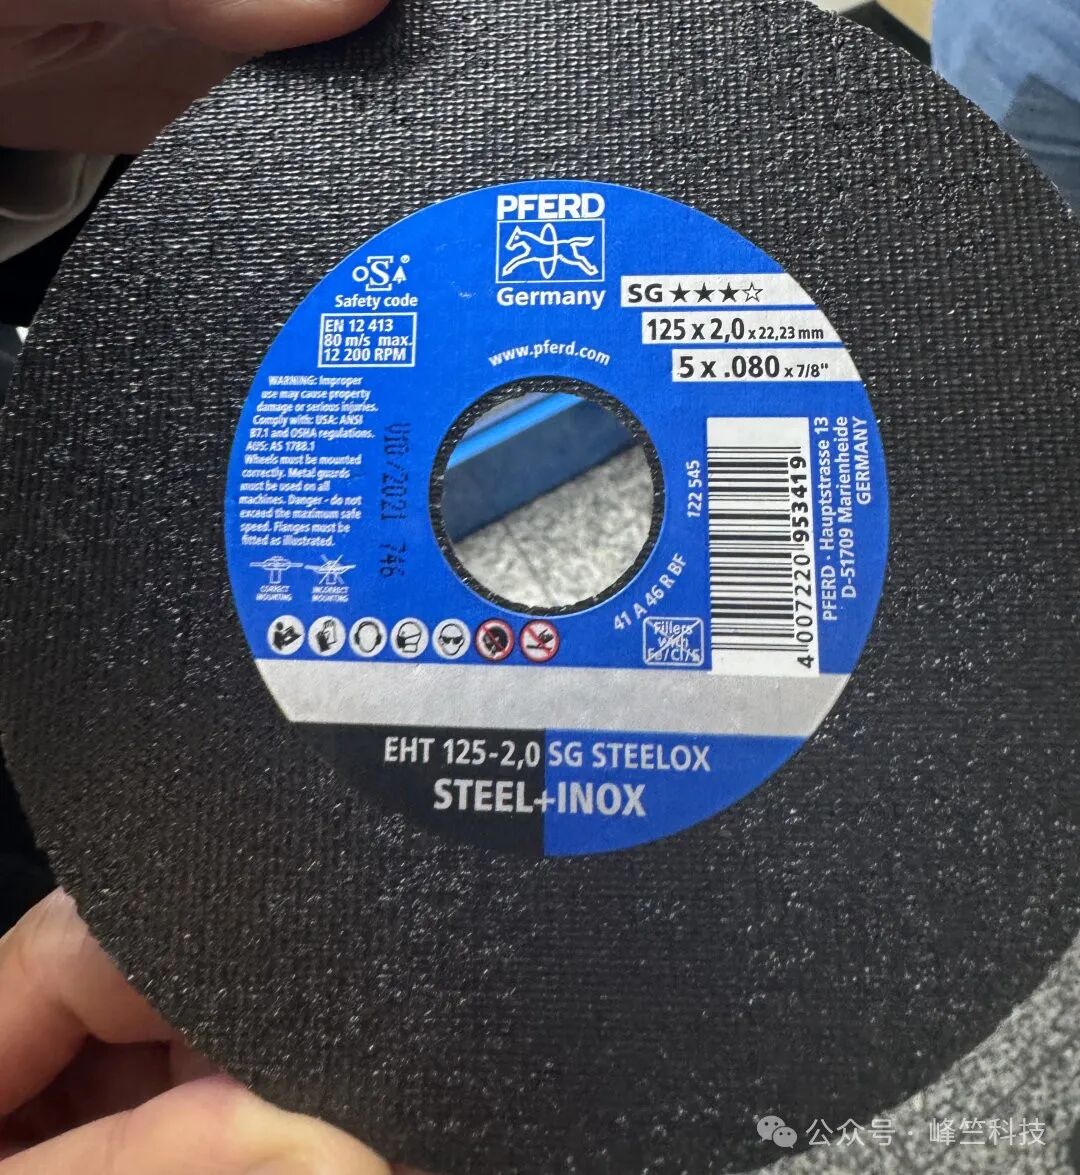 PFERD
Germany
OSA®
Safety code
EN 12 413
80 m/s max.
12 200 RPM
SG ★★★☆
125 x 2,0 x 22,23 mm
5 x .080 x 7/8"
www.pferd.com
WARNING: Improper
use may cause property
damage or serious injuries.
Comply with: USA: ANSI
B7.1 and OSHA regulations.
AUS: AS 1788.1
Wheels must be mounted
correctly. Metal guards
must be used on all
machines. Danger - do not
exceed the maximum safe
speed. Flanges must be
fitted as illustrated.
CORRECT
MOUNTING
INCORRECT
MOUNTING
V10/2021 746
122 545
4 007220 953419
PFERD · Hauptstrasse 13
D-51709 Marienheide
GERMANY
41 A 46 R BF
Fillers
with
Fe/Cl/S
EHT 125-2,0 SG STEELOX
STEEL+INOX
公众号 · 峰竺科技